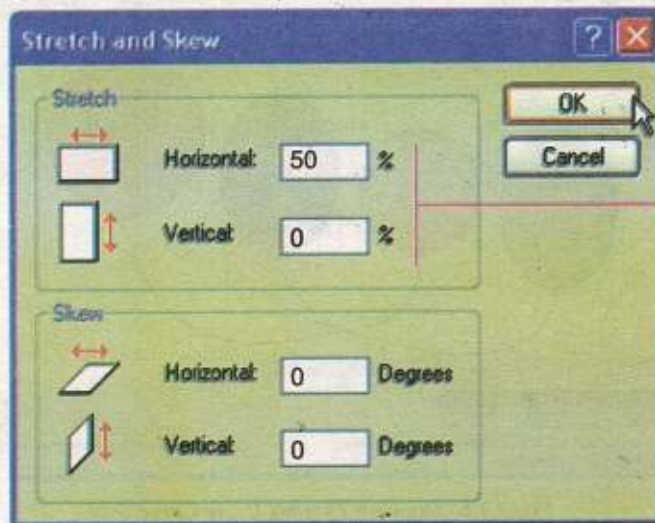 Stretch and Skew
Stretch
OK
Horizontal: 50 %
Cancel
Vertical: 0 %
Skew
Horizontal: 0 Degrees
Vertical: 0 Degrees